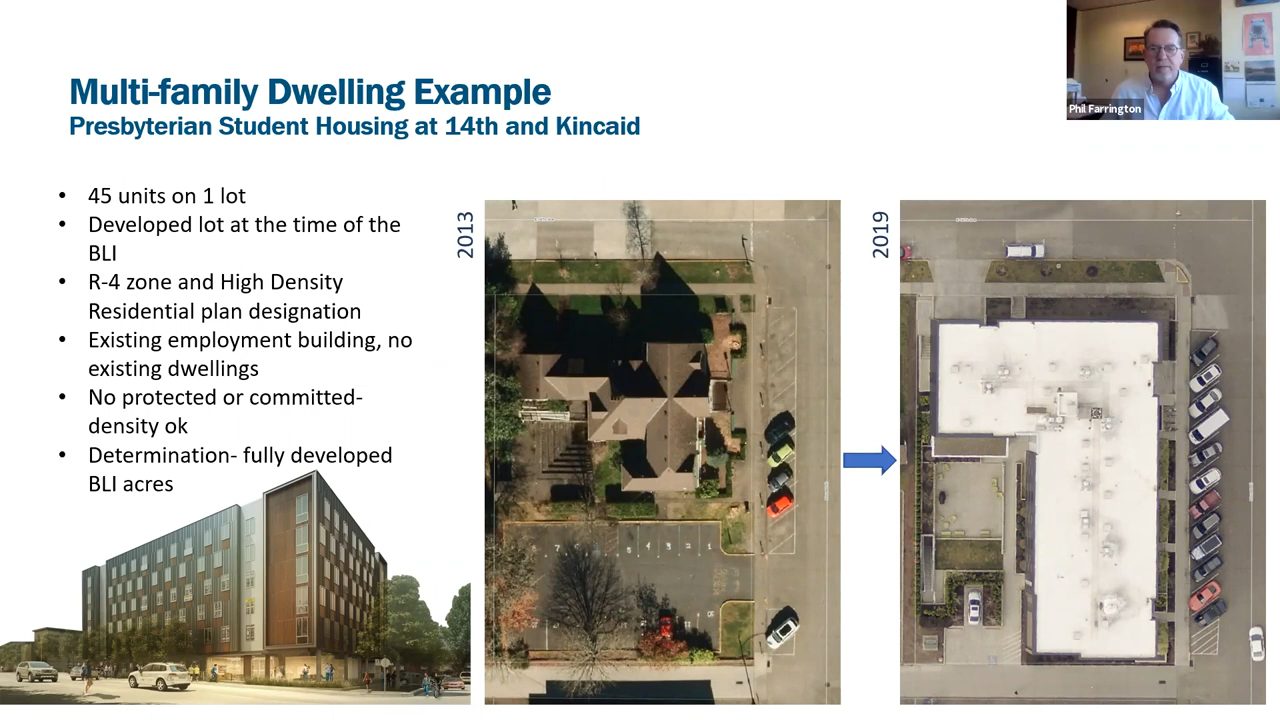 Multi-family Dwelling Example
Presbyterian Student Housing at 14th and Kincaid
Phil Farrington
• 45 units on 1 lot
• Developed lot at the time of the
BLI
• R-4 zone and High Density
Residential plan designation
• Existing employment building, no
existing dwellings
• No protected or committed-
density ok
• Determination- fully developed
BLI acres
2013
2019